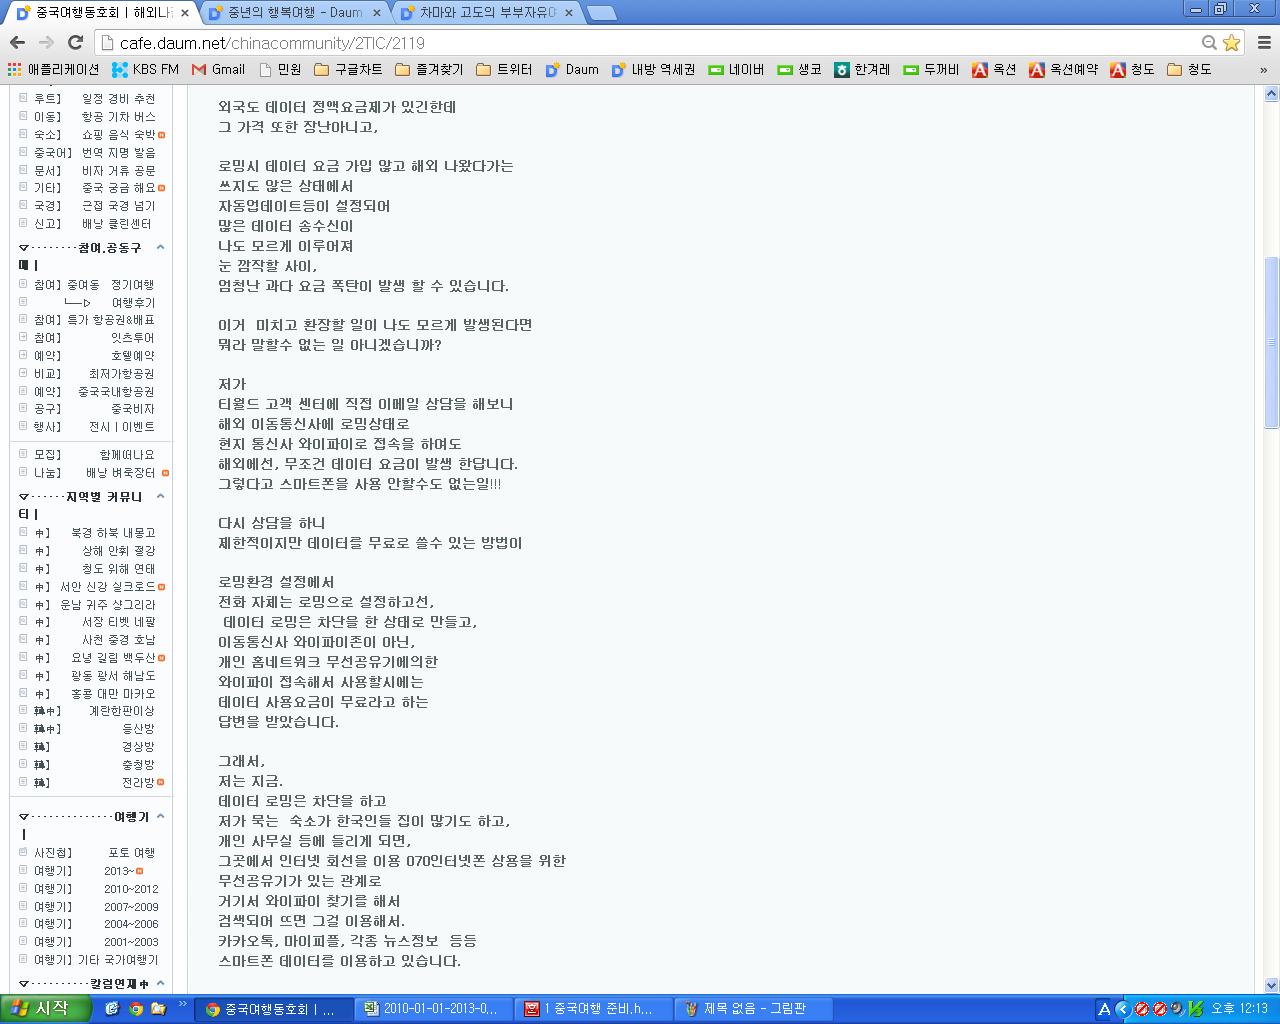 중국여행동호회 | 해외나
중년의 행복여행 - Daum
차마와 고도의 부부자유여
cafe.daum.net/chinacommunity/2TIC/2119
애플리케이션 KBS FM Gmail 민원 구글차트 즐겨찾기 트위터 Daum 내방 역세권 네이버 생코 한겨레 두꺼비 옥션 옥션예약 청도 청도 »
루트】 일정 경비 추천
이동】 항공 기차 버스
숙소】 쇼핑 음식 숙박
중국어】 번역 지명 발음
문서】 비자 거류 공문
기타】 중국 궁금 해요
국경】 근접 국경 넘기
신고】 배낭 클린센터
▽········참여.공동구
매 |
참여】중여동 정기여행
└─▷ 여행후기
참여】특가 항공권&배표
참여】 잇츠투어
예약】 호텔예약
비교】 최저가항공권
예약】 중국국내항공권
공구】 중국비자
행사】 전시ㅣ이벤트
모집】 함께떠나요
나눔】 배낭 벼룩장터
▽······지역별 커뮤니
티 |
中】 북경 하북 내몽고
中】 상해 안휘 절강
中】 청도 위해 연태
中】 서안 신강 실크로드
中】 운남 귀주 샹그리라
中】 서장 티벳 네팔
中】 사천 중경 호남
中】 요녕 길림 백두산
中】 광동 광서 해남도
中】 홍콩 대만 마카오
韓中】 계란한판이상
韓中】 등산방
韓】 경상방
韓】 충청방
韓】 전라방
▽··············여행기
|
사진첩】 포토 여행
여행기】 2013~
여행기】 2010~2012
여행기】 2007~2009
여행기】 2004~2006
여행기】 2001~2003
여행기】기타 국가여행기
▽··········칼럼연재中
외국도 데이터 정액요금제가 있긴한데
그 가격 또한 장난아니고,
로밍시 데이터 요금 가입 않고 해외 나왔다가는
쓰지도 않은 상태에서
자동업데이트등이 설정되어
많은 데이터 송수신이
나도 모르게 이루어져
눈 깜작할 사이,
엄청난 과다 요금 폭탄이 발생 할 수 있습니다.
이거 미치고 환장할 일이 나도 모르게 발생된다면
뭐라 말할수 없는 일 아니겠습니까?
저가
티월드 고객 센터에 직접 이메일 상담을 해보니
해외 이동통신사에 로밍상태로
현지 통신사 와이파이로 접속을 하여도
해외에선, 무조건 데이터 요금이 발생 한답니다.
그렇다고 스마트폰을 사용 안할수도 없는일!!!
다시 상담을 하니
제한적이지만 데이터를 무료로 쓸수 있는 방법이
로밍환경 설정에서
전화 자체는 로밍으로 설정하고선,
데이터 로밍은 차단을 한 상태로 만들고,
이동통신사 와이파이존이 아닌,
개인 홈네트워크 무선공유기에의한
와이파이 접속해서 사용할시에는
데이터 사용요금이 무료라고 하는
답변을 받았습니다.
그래서,
저는 지금.
데이터 로밍은 차단을 하고
저가 묵는 숙소가 한국인들 집이 많기도 하고,
개인 사무실 등에 들리게 되면,
그곳에서 인터넷 회선을 이용 070인터넷폰 상용을 위한
무선공유기가 있는 관계로
거기서 와이파이 찾기를 해서
검색되어 뜨면 그걸 이용해서.
카카오톡, 마이피플, 각종 뉴스정보 등등
스마트폰 데이터를 이용하고 있습니다.
시작 » 중국여행동호회 | ... 2010-01-01-2013-0... 1 중국여행 준비.h... 제목 없음 - 그림판 A 오후 12:13